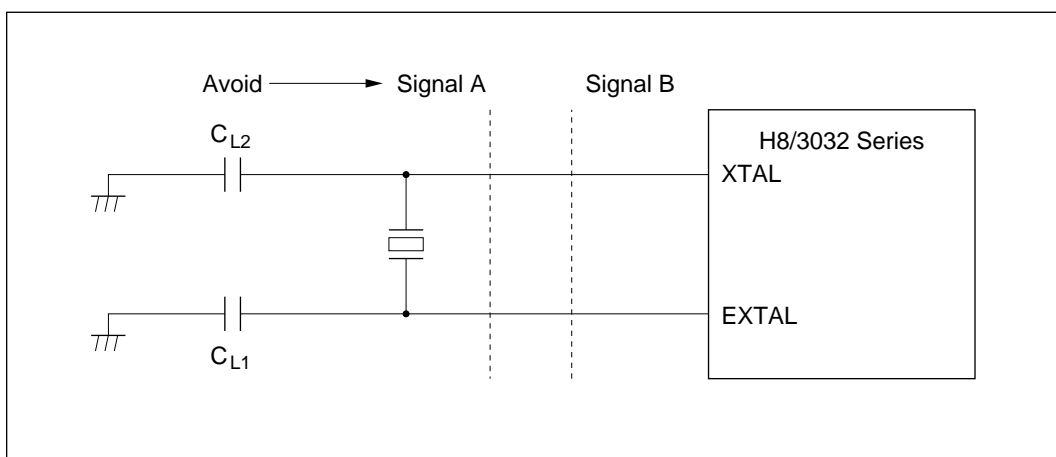 Avoid Signal A Signal B
CL2
H8/3032 Series
XTAL
EXTAL
CL1